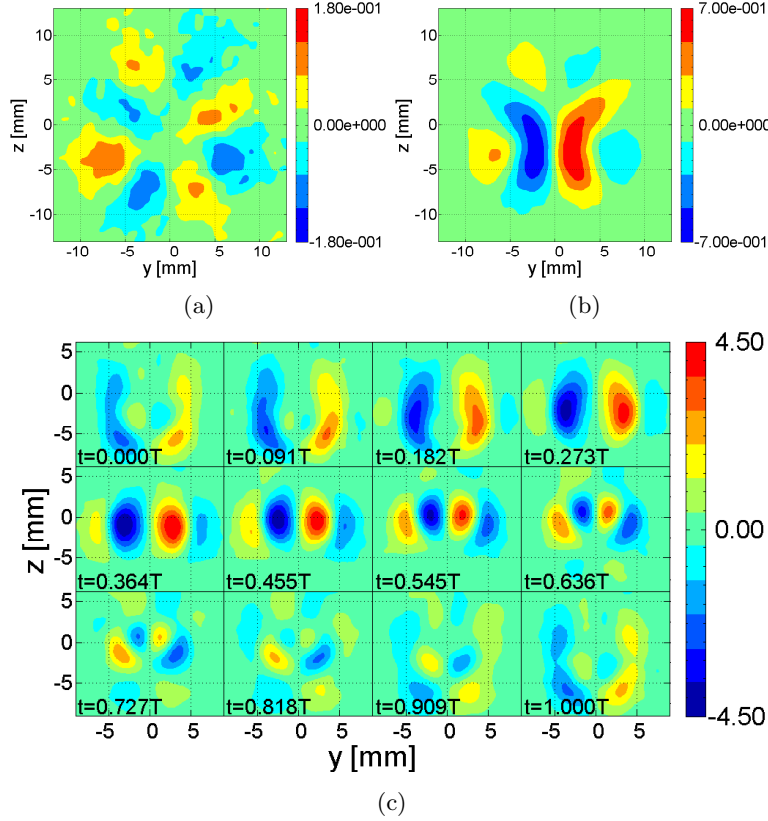 1.80e-001
0.00e+000
-1.80e-001
10
5
0
-5
-10
z [mm]
-10 -5 0 5 10
y [mm]
(a)
7.00e-001
0.00e+000
-7.00e-001
10
5
0
-5
-10
z [mm]
-10 -5 0 5 10
y [mm]
(b)
5
0
-5
t=0.000T t=0.091T t=0.182T t=0.273T
5
0
-5
t=0.364T t=0.455T t=0.545T t=0.636T
5
0
-5
t=0.727T t=0.818T t=0.909T t=1.000T
z [mm]
-5 0 5 -5 0 5 -5 0 5 -5 0 5
y [mm]
4.50
0.00
-4.50
(c)